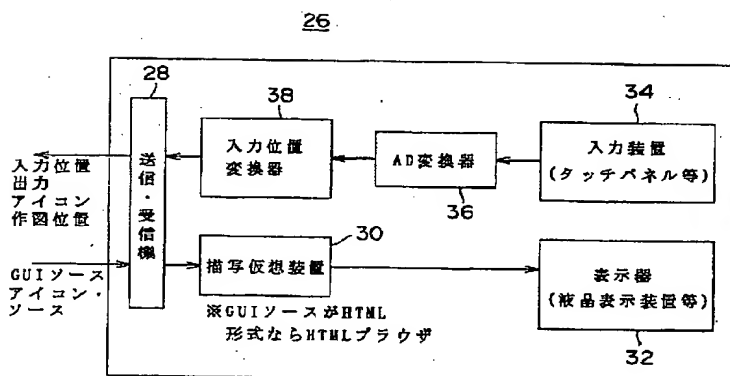 26
28
38
34
入力位置
変換器
AD変換器
36
入力装置
(タッチパネル等)
送信・受信機
入力位置
出力
アイコン
作図位置
30
描写仮想装置
表示器
(液晶表示装置等)
32
GUIソース
アイコン・
ソース
※GUIソースがHTML
形式ならHTMLブラウザ